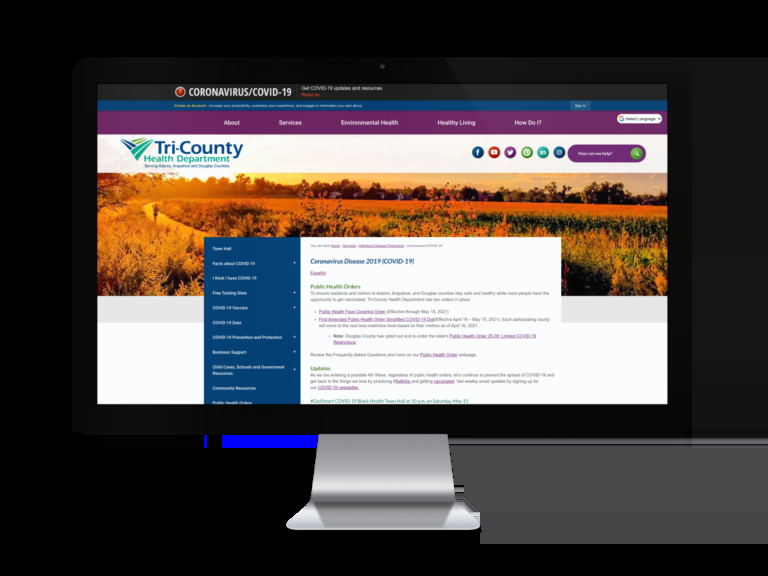 CORONAVIRUS/COVID-19
Get COVID-19 updates and resources
Read on...
Create an Account - Increase your productivity, customize your experience, and engage in information you care about.
Sign In
About Services Environmental Health Healthy Living How Do I?
Select Language
Tri-County
Health Department
Serving Adams, Arapahoe and Douglas Counties
How can we help?
Town Hall
Facts about COVID-19
I think I have COVID-19
Free Testing Sites
COVID-19 Vaccine
COVID-19 Data
COVID-19 Prevention and Protection
Business Support
Child Cares, Schools and Government
Resources
Community Resources
Public Health Orders
You are here: Home › Services › Infectious Disease Prevention › Coronavirus COVID-19
Coronavirus Disease 2019 (COVID-19)
Español
Public Health Orders
To ensure residents and visitors to Adams, Arapahoe, and Douglas counties stay safe and healthy while more people have the
opportunity to get vaccinated, Tri-County Health Department has two orders in place:
Public Health Face Covering Order (Effective through May 15, 2021)
First Amended Public Health Order Simplified COVID-19 Dial(Effective April 16 – May 15, 2021). Each participating county
will move to the next less-restrictive level based on their metrics as of April 16, 2021.
Note: Douglas County has opted out and is under the state's Public Health Order 20-38: Limited COVID-19
Restrictions
Review the Frequently Asked Questions and more on our Public Health Order webpage.
Updates
As we are entering a possible 4th Wave, regardless of public health orders, let's continue to prevent the spread of COVID-19 and
get back to the things we love by practicing #SafeSix and getting vaccinated. Get weekly email updates by signing up for
our COVID-19 newsletter.
#OutSmart COVID-19 Black Health Town Hall at 10 a.m. on Saturday, May 15